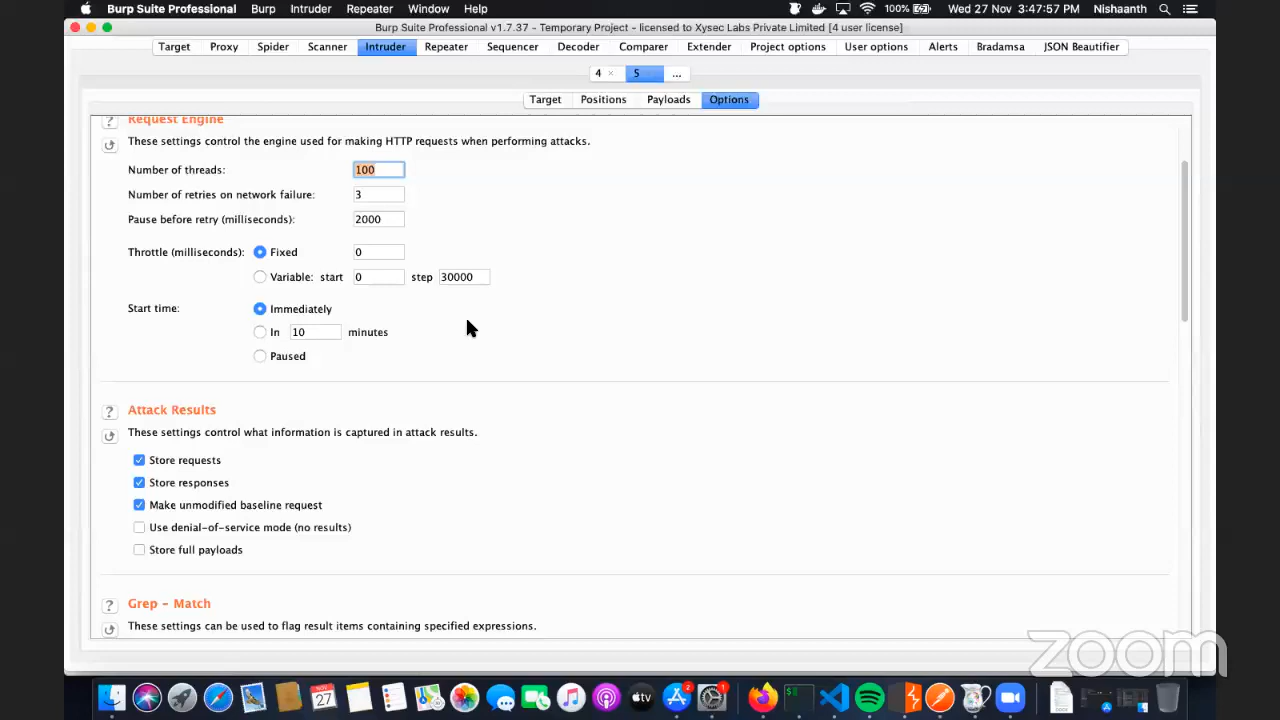 Burp Suite Professional Burp Intruder Repeater Window Help 100% Wed 27 Nov 3:47:57 PM Nishaanth
Burp Suite Professional v1.7.37 - Temporary Project - licensed to Xysec Labs Private Limited [4 user license]
Target Proxy Spider Scanner Intruder Repeater Sequencer Decoder Comparer Extender Project options User options Alerts Bradamsa JSON Beautifier
4 × 5 ...
Target Positions Payloads Options
? Request Engine
These settings control the engine used for making HTTP requests when performing attacks.
Number of threads: 100
Number of retries on network failure: 3
Pause before retry (milliseconds): 2000
Throttle (milliseconds): Fixed 0
Variable: start 0 step 30000
Start time: Immediately
In 10 minutes
Paused
? Attack Results
These settings control what information is captured in attack results.
Store requests
Store responses
Make unmodified baseline request
Use denial-of-service mode (no results)
Store full payloads
? Grep - Match
These settings can be used to flag result items containing specified expressions.
zoom
27
tv
2
1